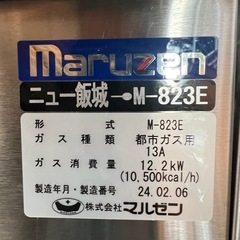 maruzen
ニュー飯城→M-823E
形式 M-823E
ガス種類 都市ガス用
13A
ガス消費量 12.2kW
(10,500kcal/h)
製造年月・製造番号 24.02.06
株式会社マルゼン